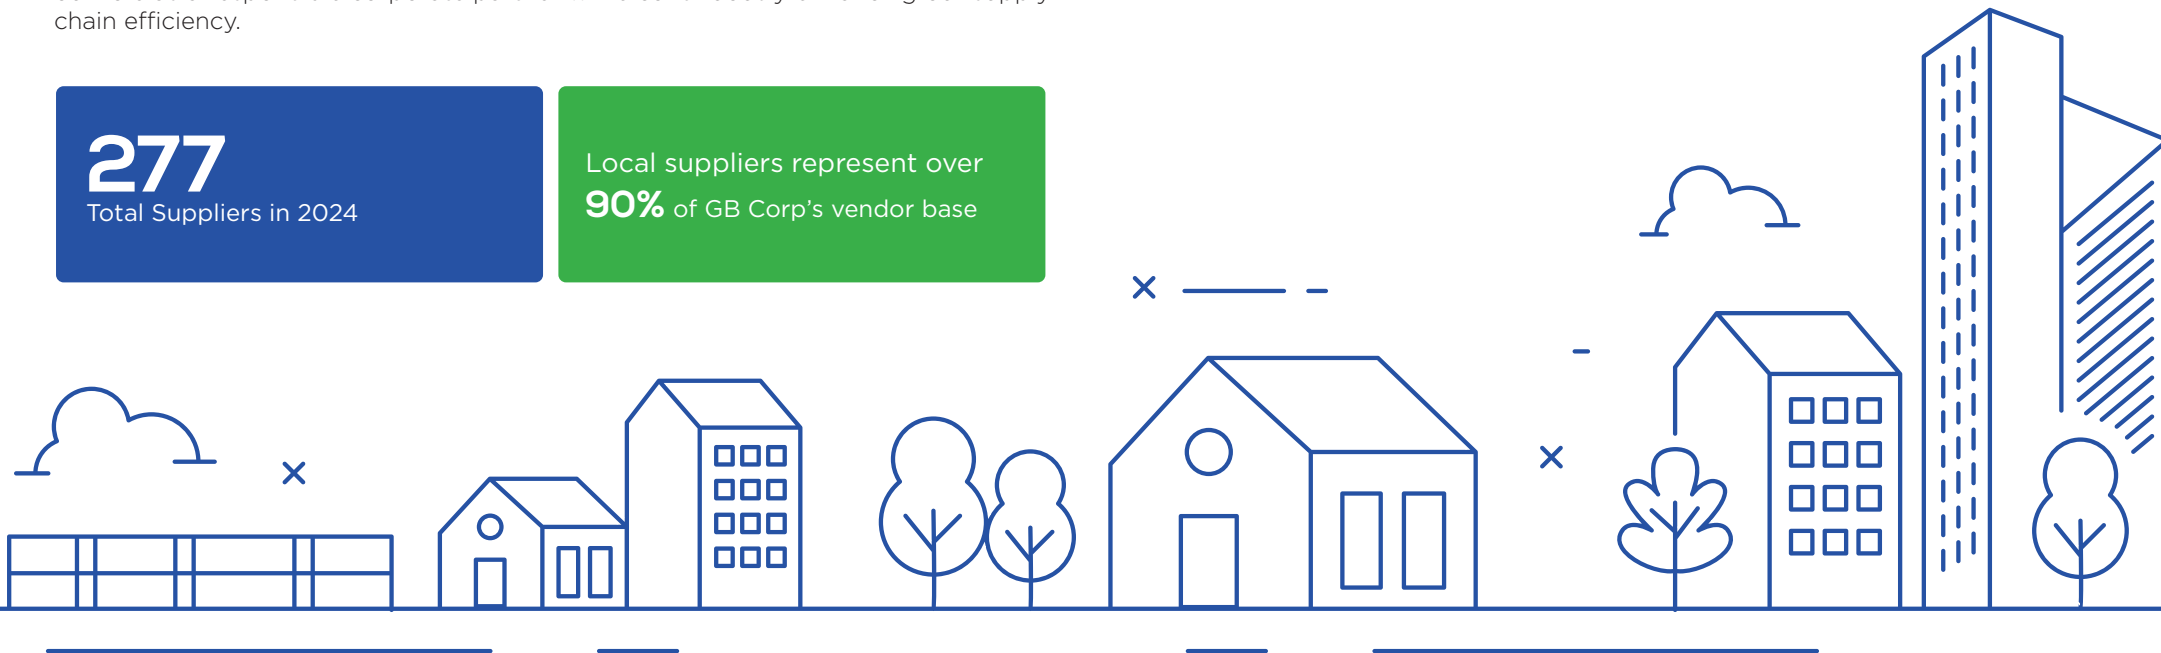 chain efficiency.
277
Total Suppliers in 2024
Local suppliers represent over
90% of GB Corp's vendor base